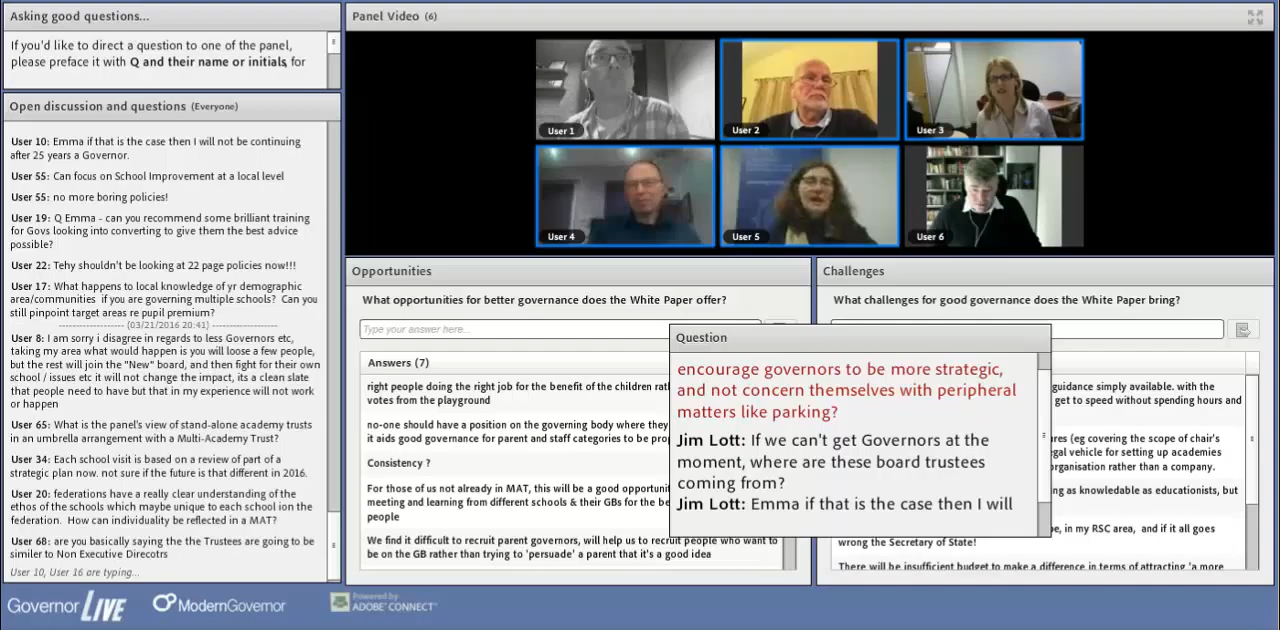 Asking good questions...
If you'd like to direct a question to one of the panel,
please preface it with Q and their name or initials, for
Open discussion and questions (Everyone)
User 10: Emma if that is the case then I will not be continuing
after 25 years a Governor.
User 55: Can focus on School Improvement at a local level
User 55: no more boring policies!
User 19: Q Emma - can you recommend some brilliant training
for Govs looking into converting to give them the best advice
possible?
User 22: Tehy shouldn't be looking at 22 page policies now!!!
User 17: What happens to local knowledge of yr demographic
area/communities if you are governing multiple schools? Can you
still pinpoint target areas re pupil premium?
------------------- (03/21/2016 20:41) ------------------
User 8: I am sorry i disagree in regards to less Governors etc,
taking my area what would happen is you will loose a few people,
but the rest will join the "New" board, and then fight for their own
school / issues etc it will not change the impact, its a clean slate
that people need to have but that in my experience will not work
or happen
User 65: What is the panel's view of stand-alone academy trusts
in an umbrella arrangement with a Multi-Academy Trust?
User 34: Each school visit is based on a review of part of a
strategic plan now. not sure if the future is that different in 2016.
User 20: federations have a really clear understanding of the
ethos of the schools which maybe unique to each school ion the
federation. How can individuality be reflected in a MAT?
User 68: are you basically saying the the Trustees are going to be
similer to Non Executive Direcotrs
User 10, User 16 are typing...
Panel Video (6)
User 1
User 2
User 3
User 4
User 5
User 6
Opportunities
What opportunities for better governance does the White Paper offer?
Type your answer here...
Answers (7)
right people doing the right job for the benefit of the children rat
votes from the playground
no-one should have a position on the governing body where they
it aids good governance for parent and staff categories to be pro
Consistency ?
For those of us not already in MAT, this will be a good opportuni
meeting and learning from different schools & their GBs for the be
people
We find it difficult to recruit parent governors, will help us to recruit people who want to
be on the GB rather than trying to 'persuade' a parent that it's a good idea
Challenges
What challenges for good governance does the White Paper bring?
guidance simply available. with the
get to speed without spending hours and
ures (eg covering the scope of chair's
egal vehicle for setting up academies
organisation rather than a company.
ng as knowledable as educationists, but
pe, in my RSC area, and if it all goes
wrong the Secretary of State!
There will be insufficient budget to make a difference in terms of attracting 'a more
Question
encourage governors to be more strategic,
and not concern themselves with peripheral
matters like parking?
Jim Lott: If we can't get Governors at the
moment, where are these board trustees
coming from?
Jim Lott: Emma if that is the case then I will
Governor LIVE
ModernGovernor
Powered by
ADOBE® CONNECT™